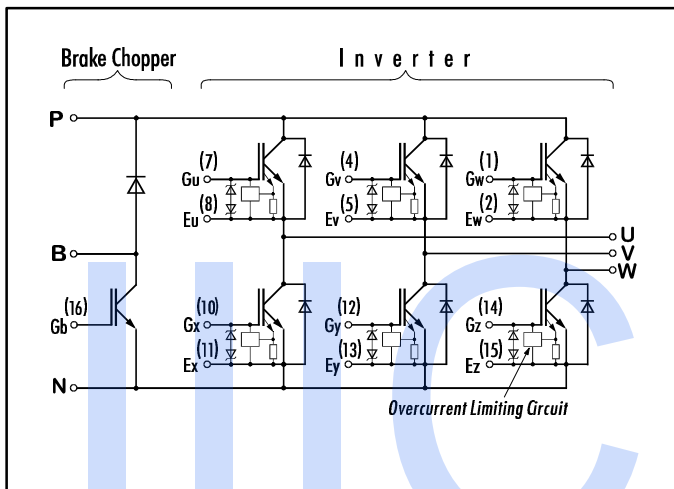 Brake Chopper Inverter
P
(7) (4) (1)
Gu Gv Gw
(8) (5) (2)
Eu Ev Ew
U
B V
W
(16) (10) (12) (14)
Gb Gx Gy Gz
(11) (13) (15)
Ex Ey Ez
N
Overcurrent Limiting Circuit